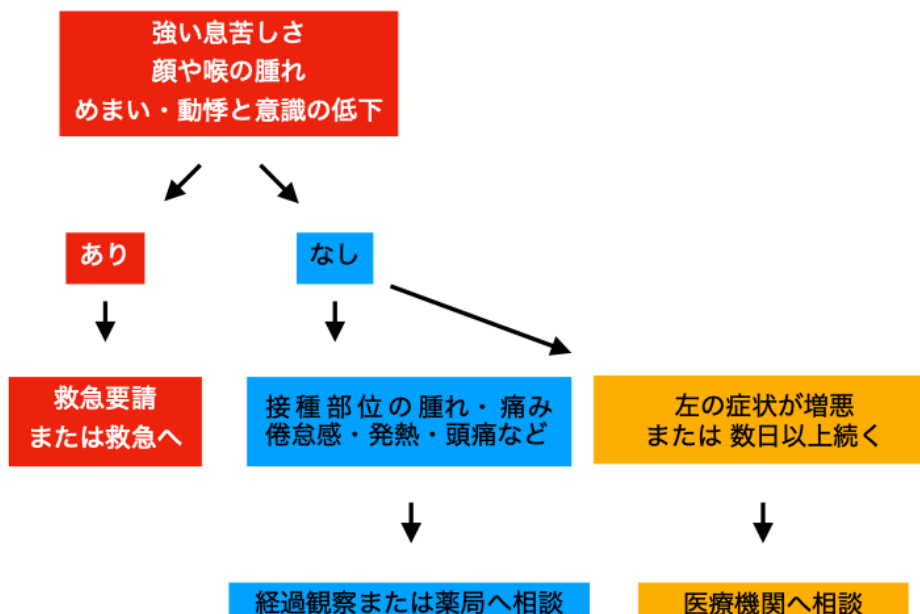 強い息苦しさ
顔や喉の腫れ
めまい・動悸と意識の低下
あり
なし
救急要請
または救急へ
接種部位の腫れ・痛み
倦怠感・発熱・頭痛など
左の症状が増悪
または 数日以上続く
経過観察または薬局へ相談
医療機関へ相談